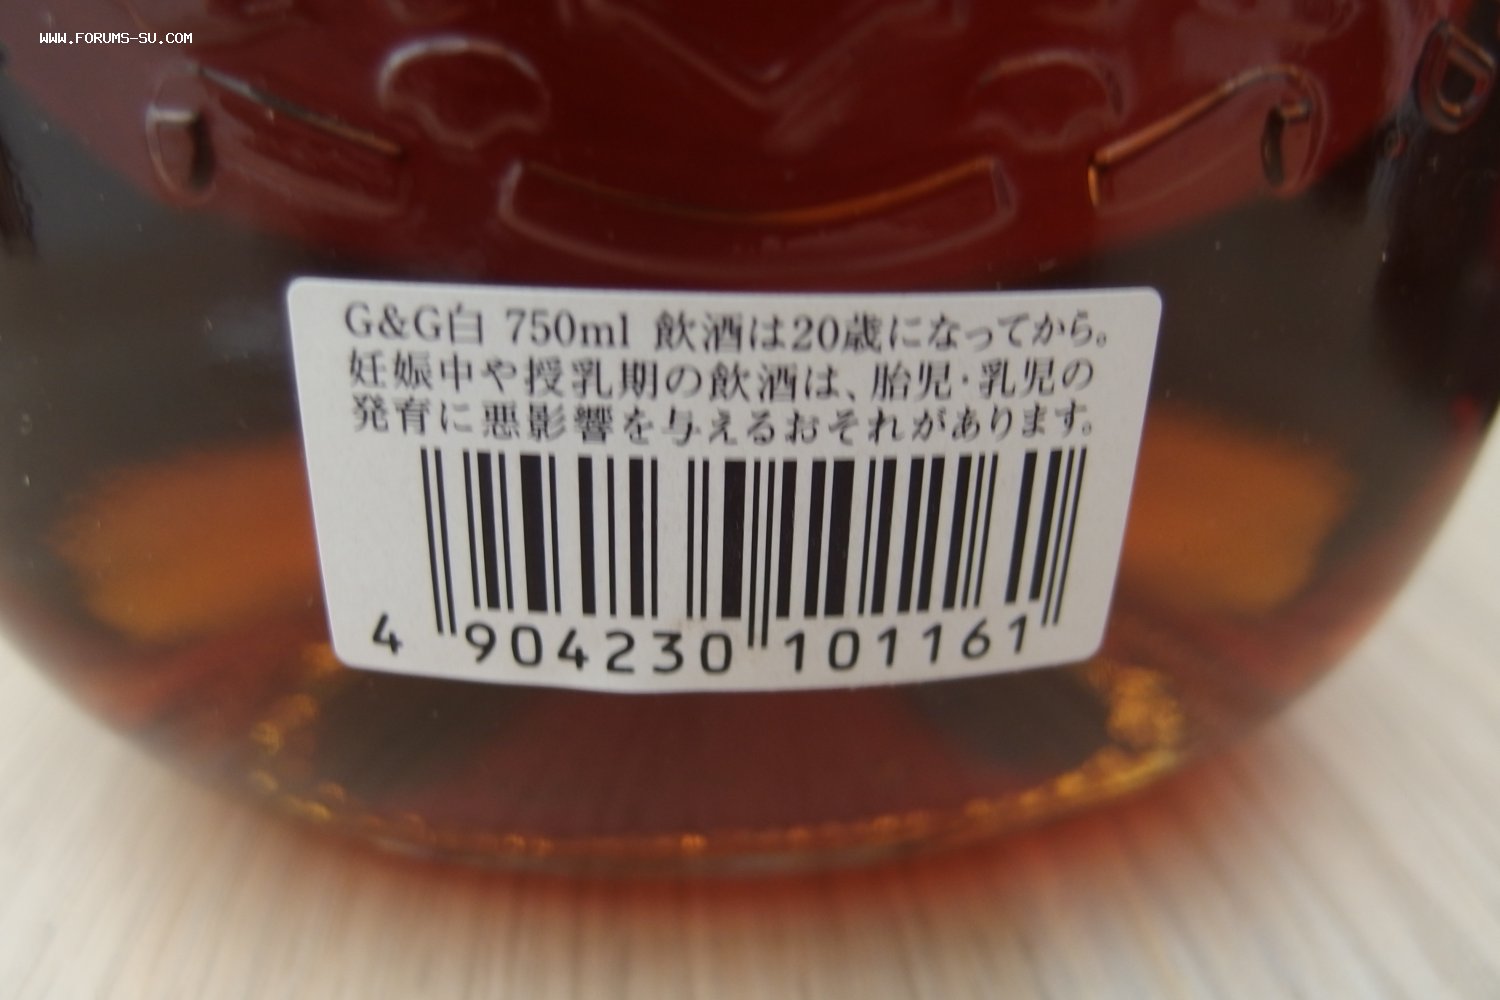 WWW.FORUMS-SU.COM
G&G白 750ml 飲酒は20歳になってから。
妊娠中や授乳期の飲酒は、胎児・乳児の
発育に悪影響を与えるおそれがあります。
4 904230 101161